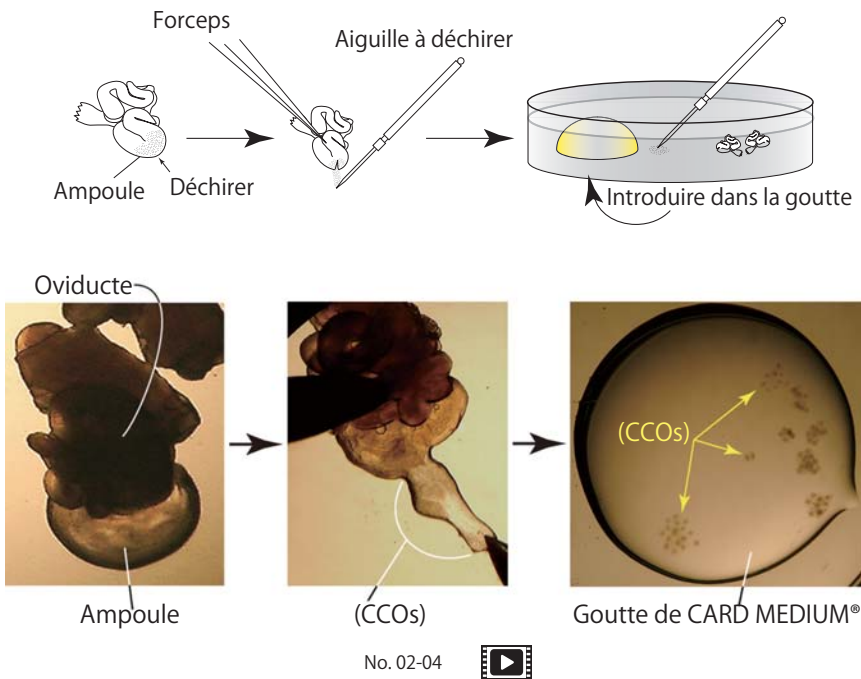 Forceps
Aiguille à déchirer
Ampoule
Déchirer
Introduire dans la goutte
Oviducte
(CCOs)
Ampoule
(CCOs)
Goutte de CARD MEDIUM®
No. 02-04